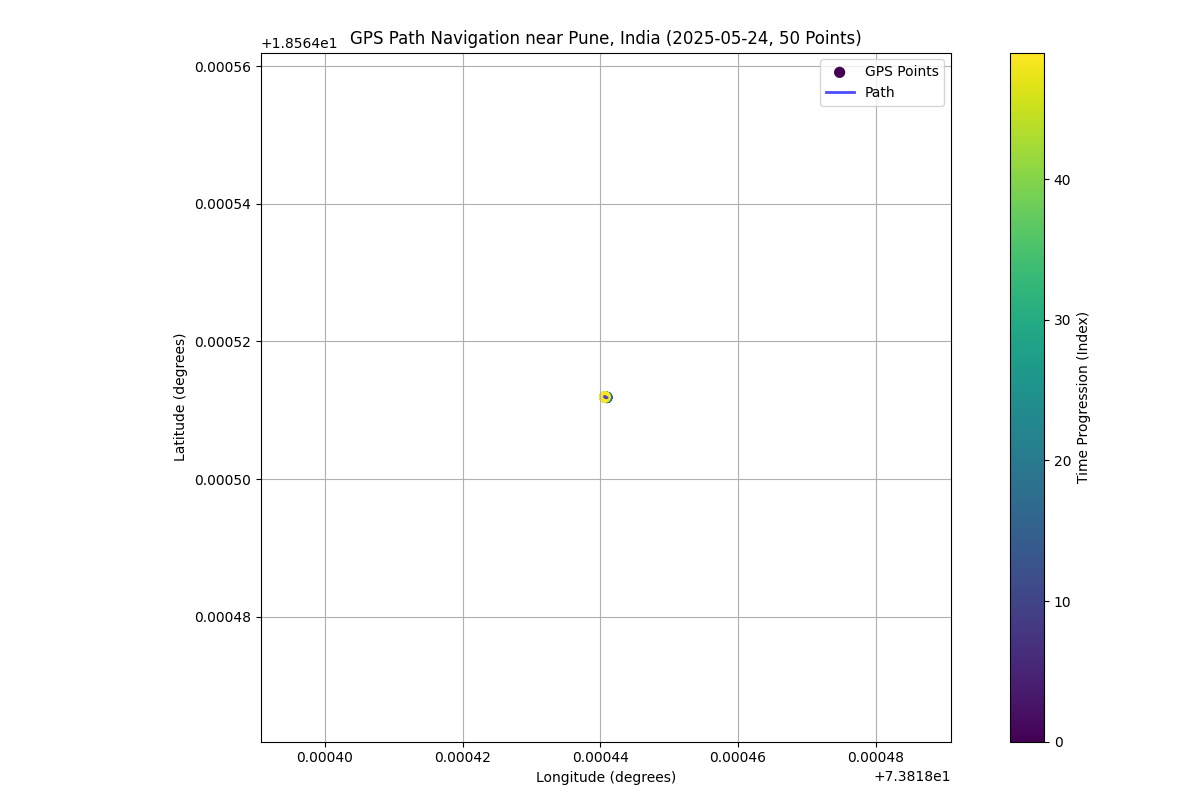 GPS Path Navigation near Pune, India (2025-05-24, 50 Points)
+1.8564e1
GPS Points
Path
0.00056
0.00054
0.00052
0.00050
0.00048
Latitude (degrees)
0.00040
0.00042
0.00044
0.00046
0.00048
+7.3818e1
Longitude (degrees)
40
30
20
10
0
Time Progression (Index)